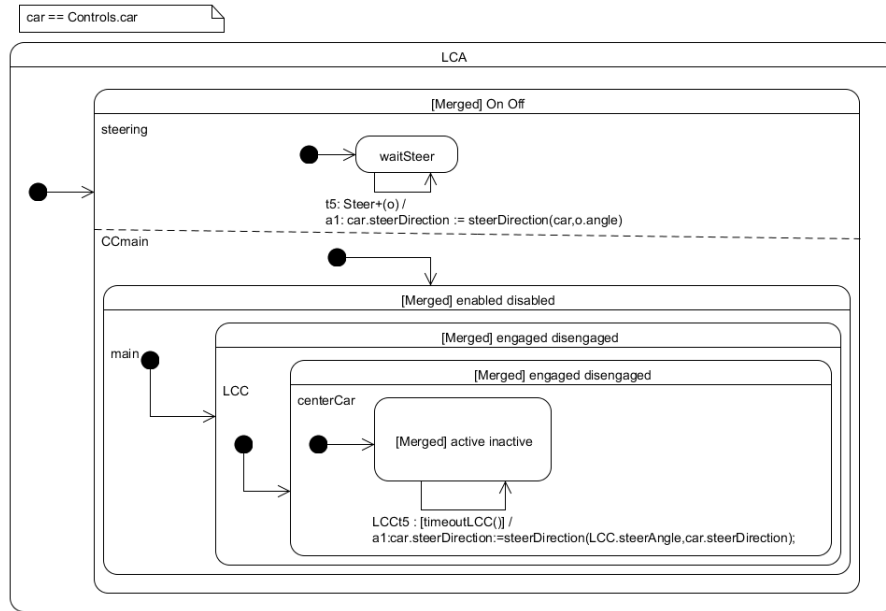 car == Controls.car
LCA
[Merged] On Off
steering
waitSteer
t5: Steer+(o) /
a1: car.steerDirection := steerDirection(car,o.angle)
CCmain
[Merged] enabled disabled
main
[Merged] engaged disengaged
LCC
[Merged] engaged disengaged
centerCar
[Merged] active inactive
LCCt5 : [timeoutLCC()] /
a1:car.steerDirection:=steerDirection(LCC.steerAngle,car.steerDirection);